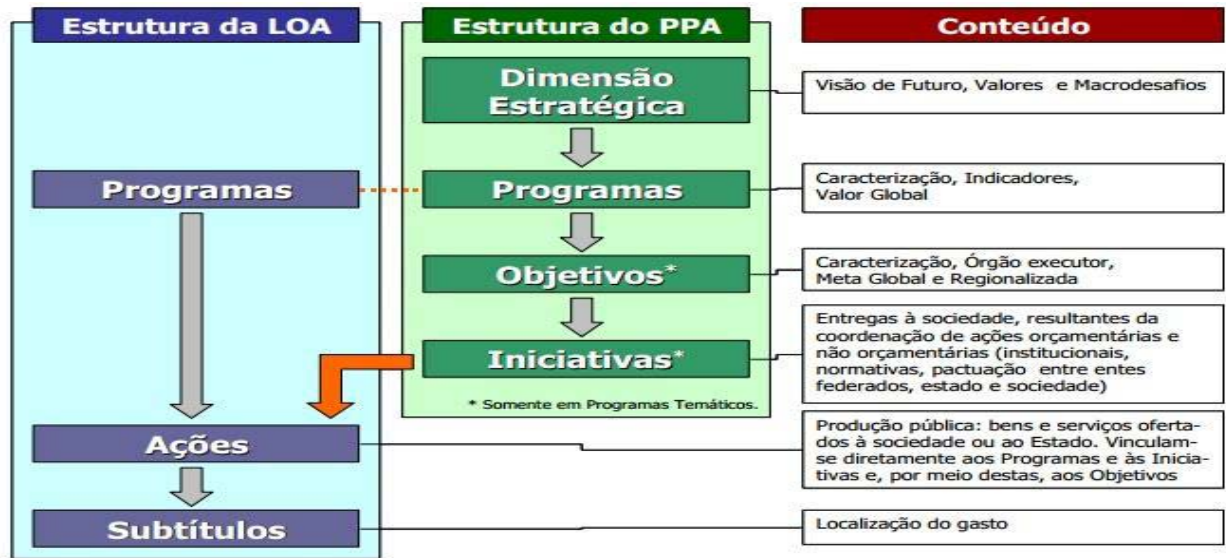 Estrutura da LOA
Estrutura do PPA
Conteúdo
Dimensão
Estratégica
Visão de Futuro, Valores e Macrodesafios
Programas
Programas
Caracterização, Indicadores,
Valor Global
Objetivos*
Caracterização, Órgão executor,
Meta Global e Regionalizada
Iniciativas*
Entregas à sociedade, resultantes da
coordenação de ações orçamentárias e
não orçamentárias (institucionais,
normativas, pactuação entre entes
federados, estado e sociedade)
* Somente em Programas Temáticos.
Ações
Produção pública: bens e serviços oferta-
dos à sociedade ou ao Estado. Vinculam-
se diretamente aos Programas e às Inicia-
tivas e, por meio destas, aos Objetivos
Subtítulos
Localização do gasto